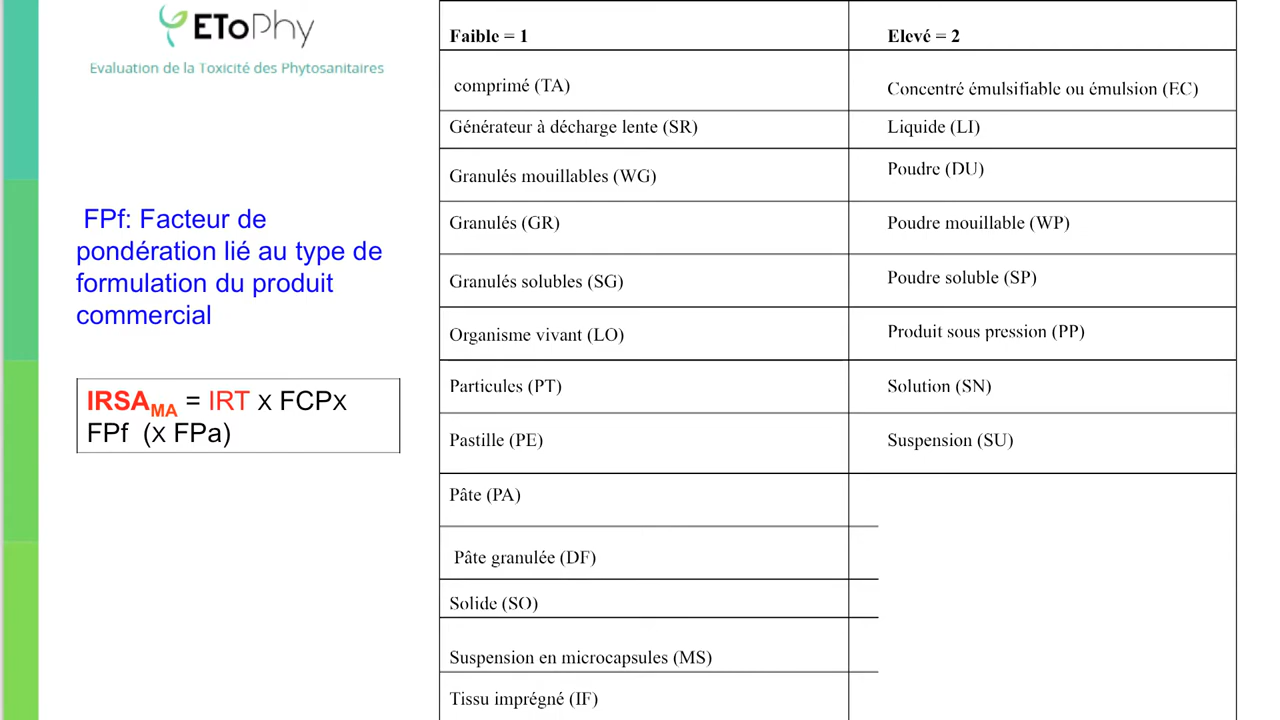 EToPhy
Evaluation de la Toxicité des Phytosanitaires
FPf: Facteur de
pondération lié au type de
formulation du produit
commercial
IRSAMA = IRT x FCPx
FPf (x FPa)
Faible = 1
Elevé = 2
comprimé (TA)
Concentré émulsifiable ou émulsion (EC)
Générateur à décharge lente (SR)
Liquide (LI)
Granulés mouillables (WG)
Poudre (DU)
Granulés (GR)
Poudre mouillable (WP)
Granulés solubles (SG)
Poudre soluble (SP)
Organisme vivant (LO)
Produit sous pression (PP)
Particules (PT)
Solution (SN)
Pastille (PE)
Suspension (SU)
Pâte (PA)
Pâte granulée (DF)
Solide (SO)
Suspension en microcapsules (MS)
Tissu imprégné (IF)